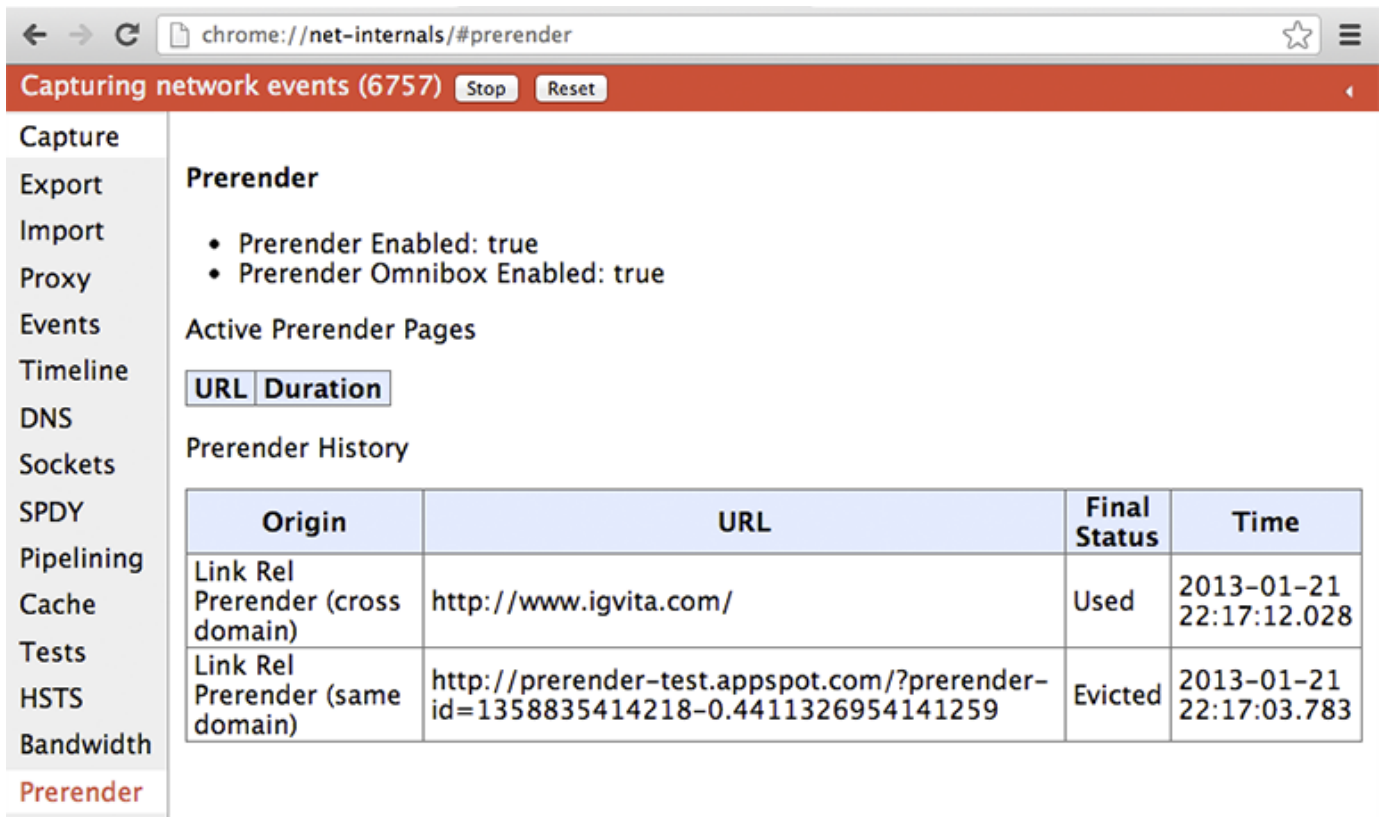 chrome://net-internals/#prerender
Capturing network events (6757) Stop Reset
Capture
Export
Import
Proxy
Events
Timeline
DNS
Sockets
SPDY
Pipelining
Cache
Tests
HSTS
Bandwidth
Prerender
Prerender
• Prerender Enabled: true
• Prerender Omnibox Enabled: true
Active Prerender Pages
URL Duration
Prerender History
Origin URL Final Status Time
Link Rel
Prerender (cross
domain)
http://www.igvita.com/
Used
2013-01-21
22:17:12.028
Link Rel
Prerender (same
domain)
http://prerender-test.appspot.com/?prerender-
id=1358835414218-0.4411326954141259
Evicted
2013-01-21
22:17:03.783